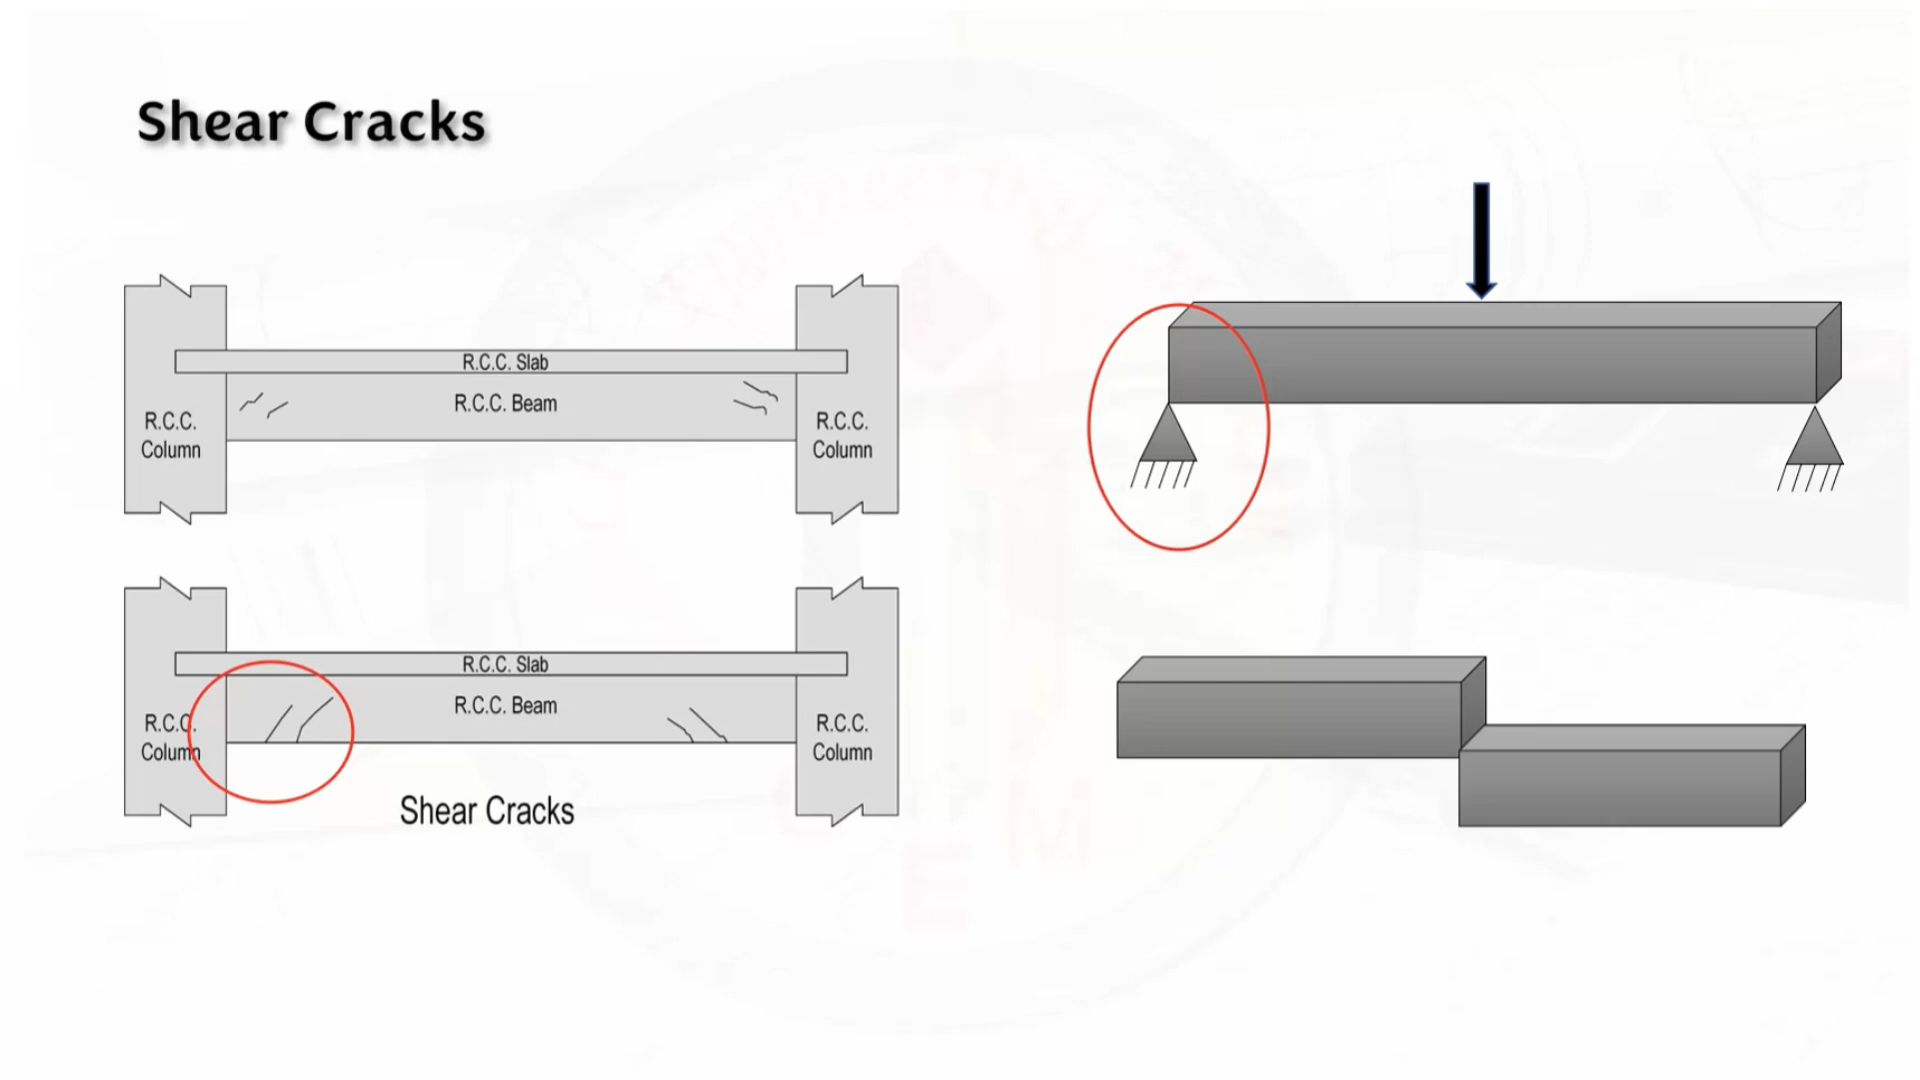 Shear Cracks
R.C.C. Slab
R.C.C. Beam
R.C.C.
Column
R.C.C.
Column
R.C.C. Slab
R.C.C. Beam
R.C.C.
Column
R.C.C.
Column
Shear Cracks
E
M